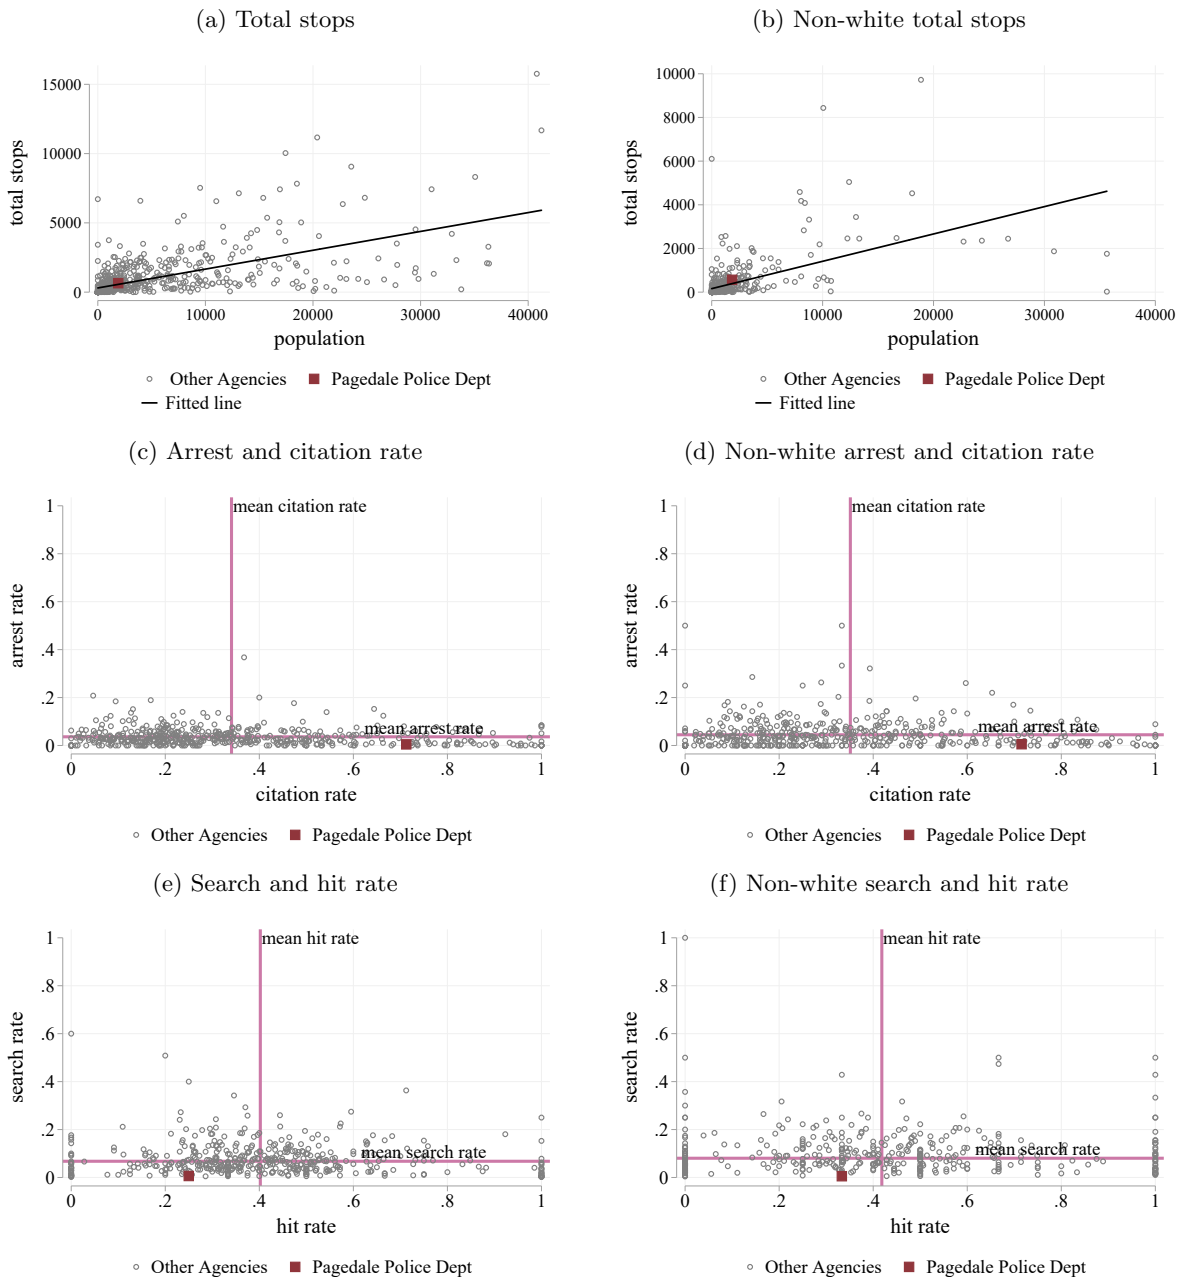 (a) Total stops
(b) Non-white total stops
total stops
15000
10000
5000
0
0 10000 20000 30000 40000
population
Other Agencies Pagedale Police Dept
Fitted line
total stops
10000
8000
6000
4000
2000
0
0 10000 20000 30000 40000
population
Other Agencies Pagedale Police Dept
Fitted line
(c) Arrest and citation rate
(d) Non-white arrest and citation rate
arrest rate
1
.8
.6
.4
.2
0
mean citation rate
mean arrest rate
0 .2 .4 .6 .8 1
citation rate
Other Agencies Pagedale Police Dept
arrest rate
1
.8
.6
.4
.2
0
mean citation rate
mean arrest rate
0 .2 .4 .6 .8 1
citation rate
Other Agencies Pagedale Police Dept
(e) Search and hit rate
(f) Non-white search and hit rate
search rate
1
.8
.6
.4
.2
0
mean hit rate
mean search rate
0 .2 .4 .6 .8 1
hit rate
Other Agencies Pagedale Police Dept
search rate
1
.8
.6
.4
.2
0
mean hit rate
mean search rate
0 .2 .4 .6 .8 1
hit rate
Other Agencies Pagedale Police Dept